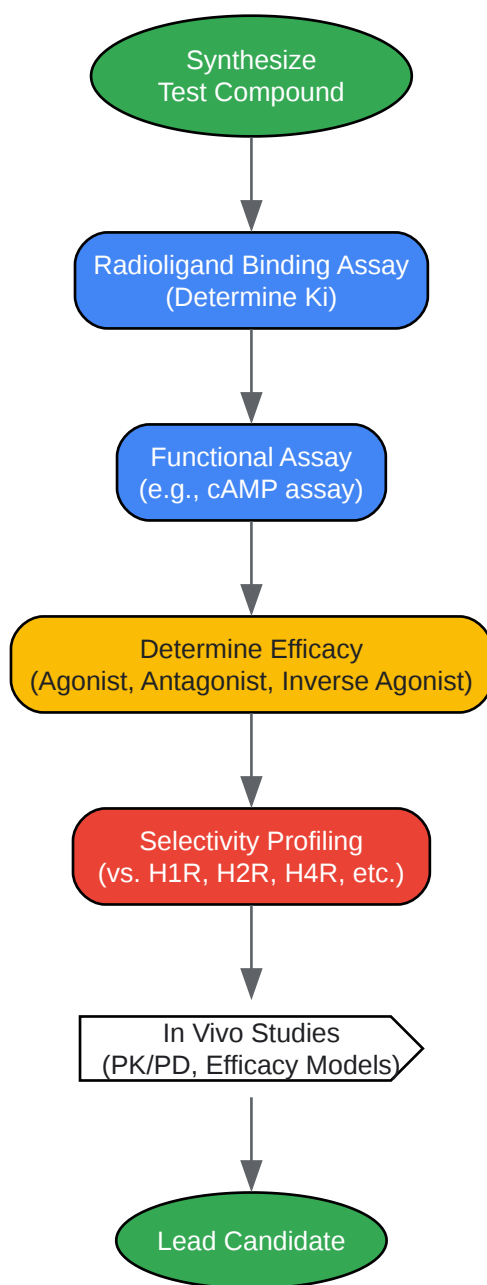 Synthesize
Test Compound
Radioligand Binding Assay
(Determine Ki)
Functional Assay
(e.g., cAMP assay)
Determine Efficacy
(Agonist, Antagonist, Inverse Agonist)
Selectivity Profiling
(vs. H1R, H2R, H4R, etc.)
In Vivo Studies
(PK/PD, Efficacy Models)
Lead Candidate